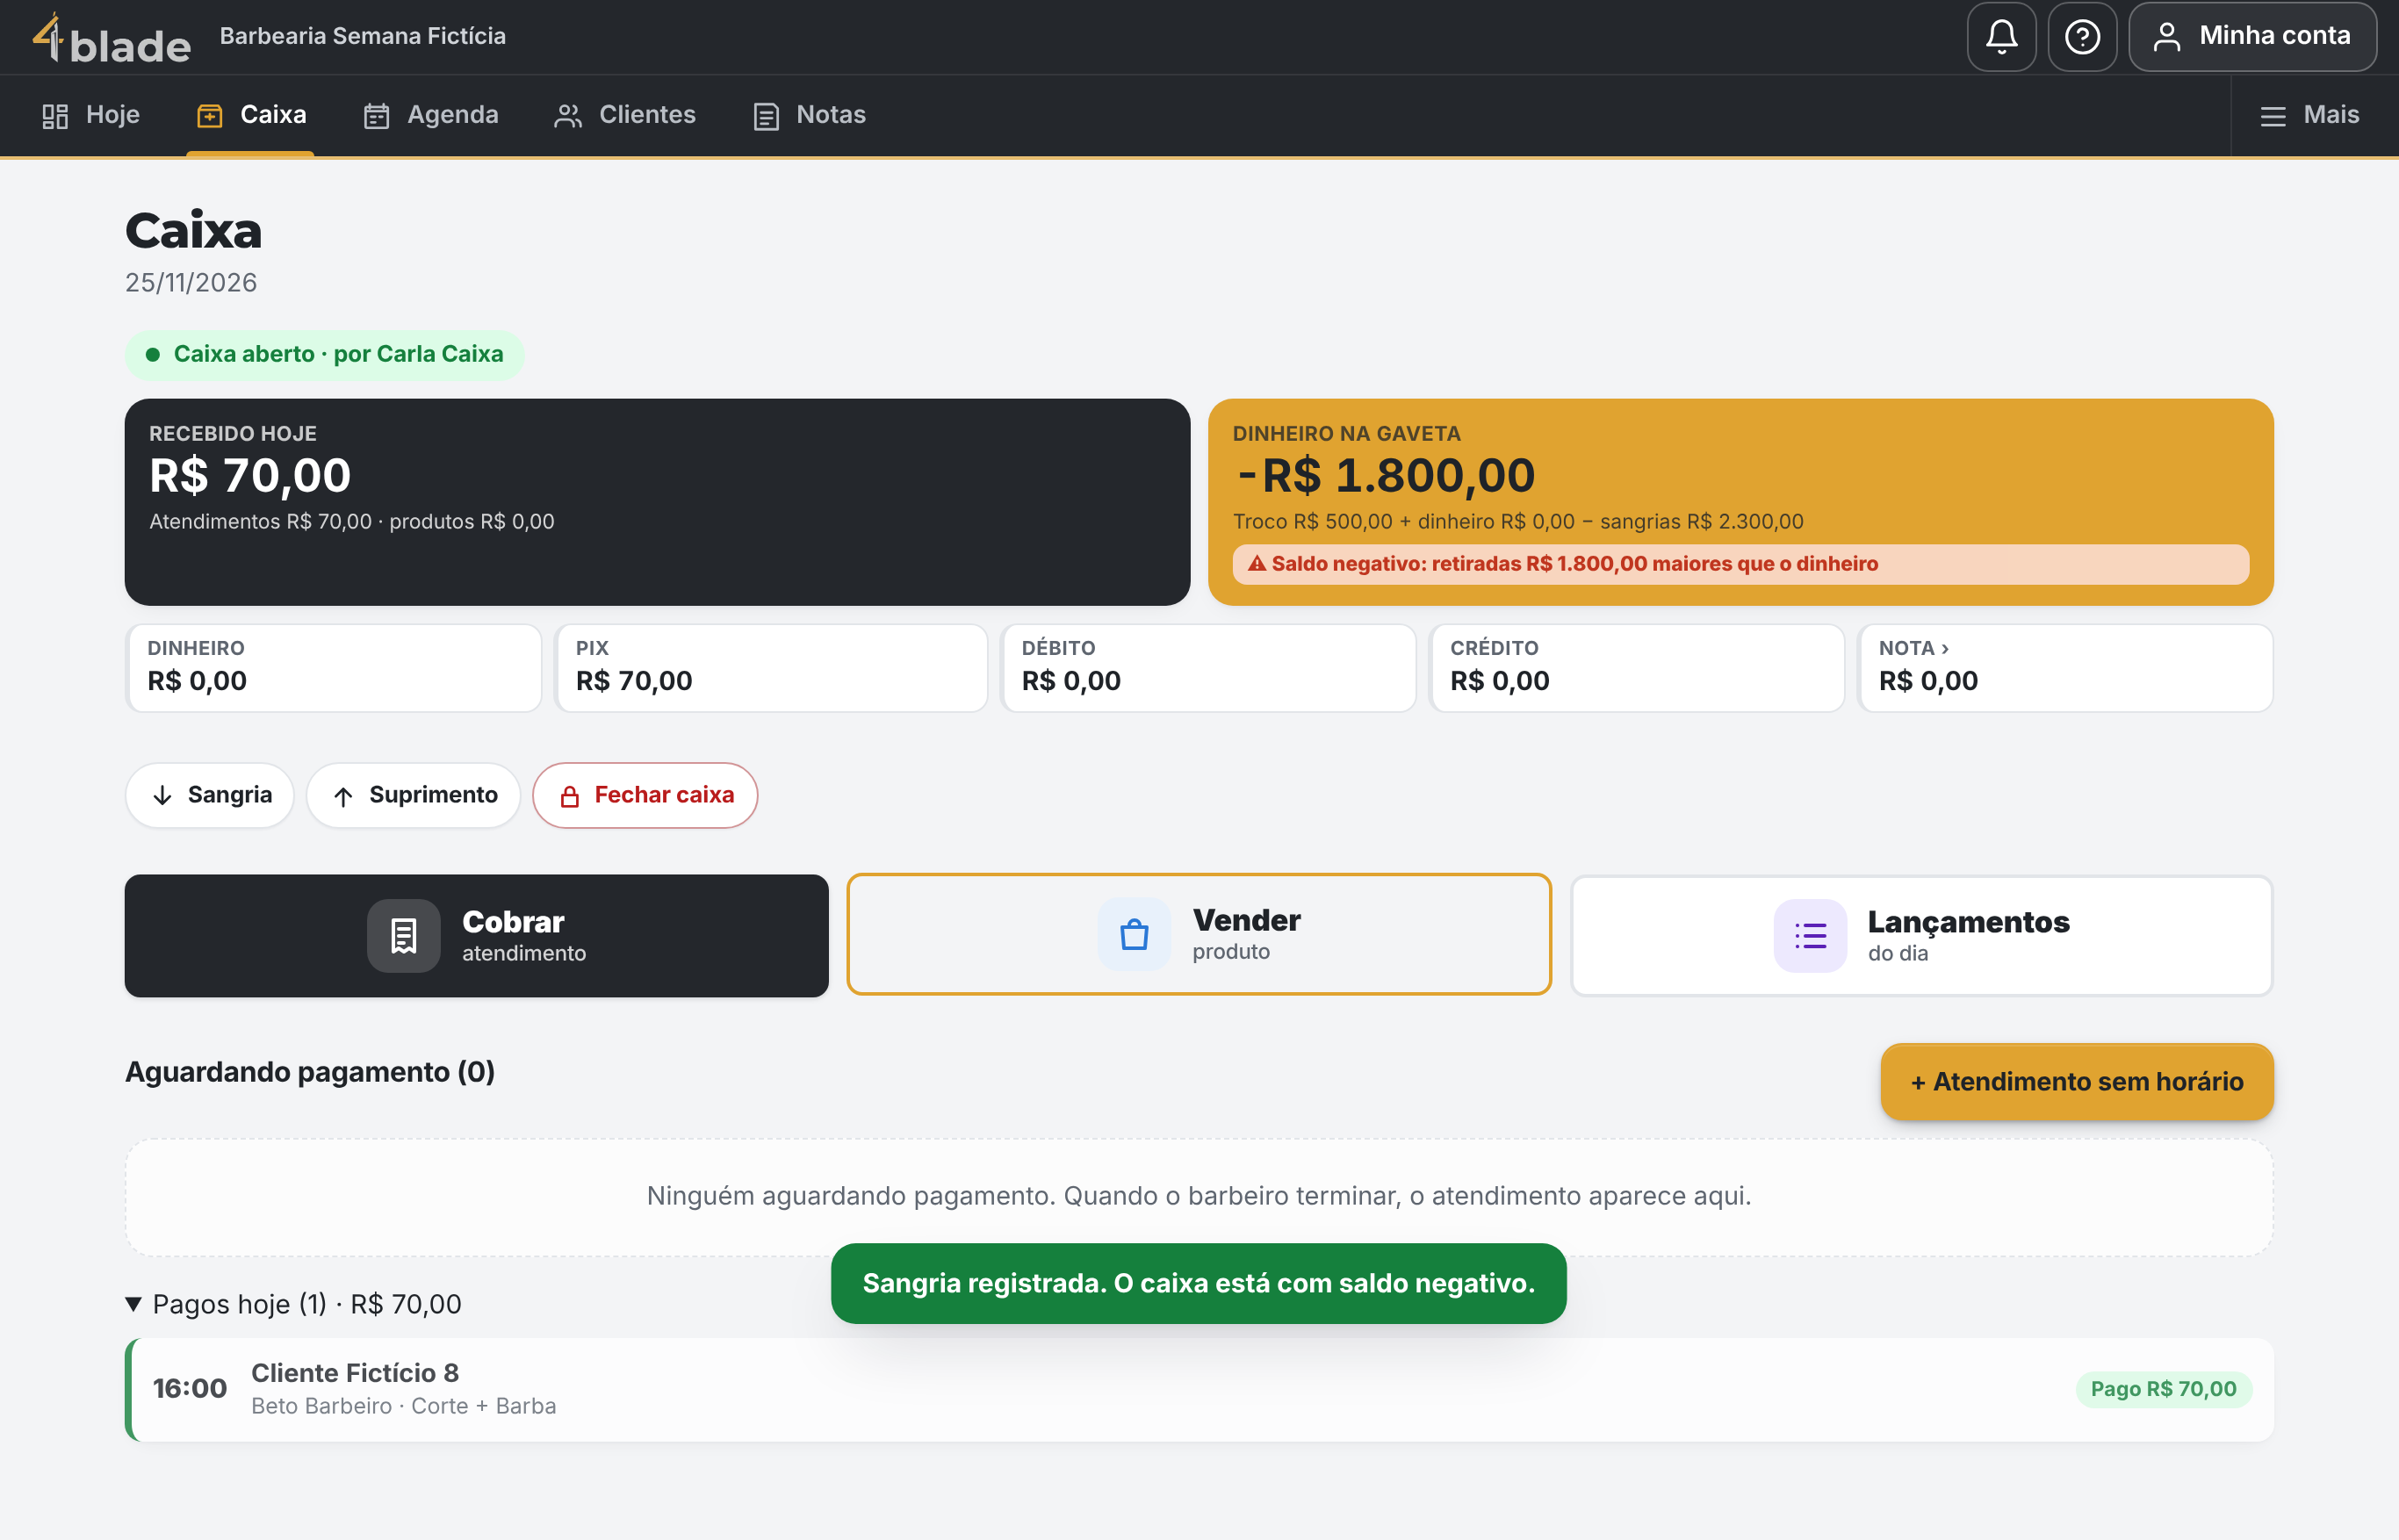 4blade
Barbearia Semana Fictícia
Minha conta
Hoje
Caixa
Agenda
Clientes
Notas
Mais
Caixa
25/11/2026
Caixa aberto · por Carla Caixa
RECEBIDO HOJE
R$ 70,00
Atendimentos R$ 70,00 · produtos R$ 0,00
DINHEIRO NA GAVETA
-R$ 1.800,00
Troco R$ 500,00 + dinheiro R$ 0,00 − sangrias R$ 2.300,00
⚠ Saldo negativo: retiradas R$ 1.800,00 maiores que o dinheiro
DINHEIRO
R$ 0,00
PIX
R$ 70,00
DÉBITO
R$ 0,00
CRÉDITO
R$ 0,00
NOTA ›
R$ 0,00
Sangria
Suprimento
Fechar caixa
Cobrar
atendimento
Vender
produto
Lançamentos
do dia
Aguardando pagamento (0)
+ Atendimento sem horário
Ninguém aguardando pagamento. Quando o barbeiro terminar, o atendimento aparece aqui.
Sangria registrada. O caixa está com saldo negativo.
▼ Pagos hoje (1) · R$ 70,00
16:00
Cliente Fictício 8
Beto Barbeiro · Corte + Barba
Pago R$ 70,00